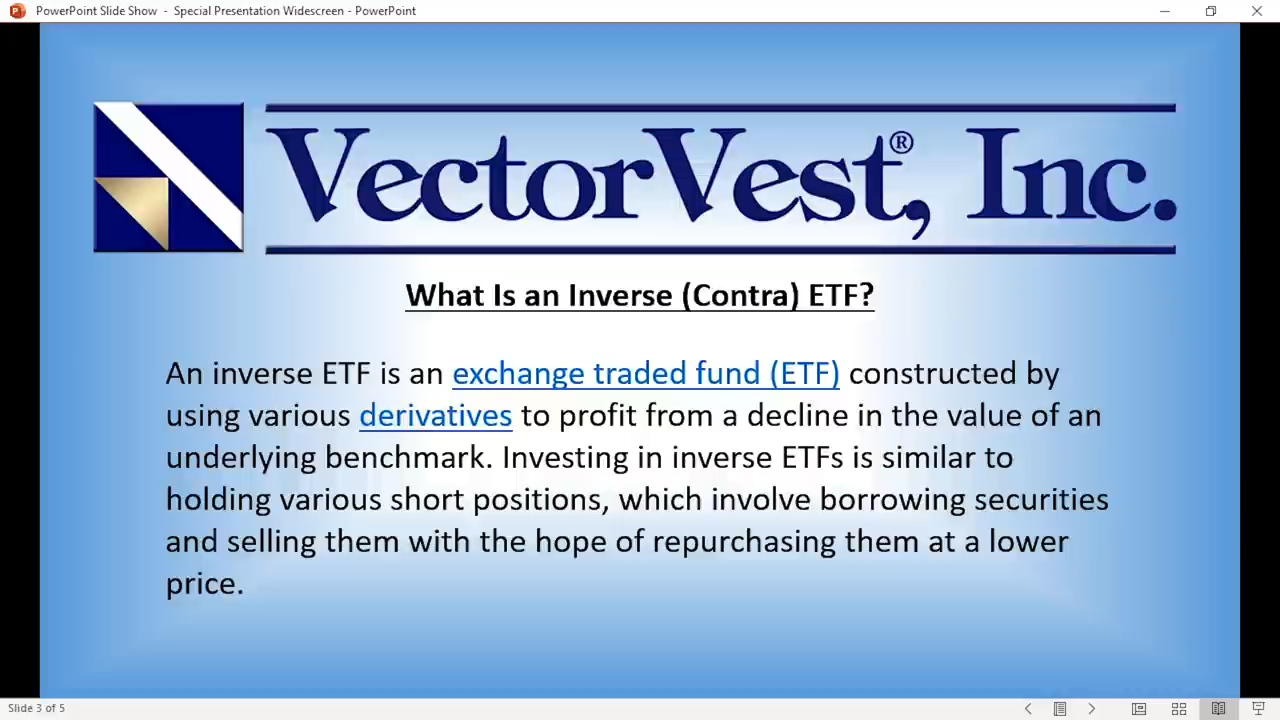 PowerPoint Slide Show - Special Presentation Widescreen - PowerPoint
VectorVest®, Inc.
What Is an Inverse (Contra) ETF?
An inverse ETF is an exchange traded fund (ETF) constructed by
using various derivatives to profit from a decline in the value of an
underlying benchmark. Investing in inverse ETFs is similar to
holding various short positions, which involve borrowing securities
and selling them with the hope of repurchasing them at a lower
price.
Slide 3 of 5